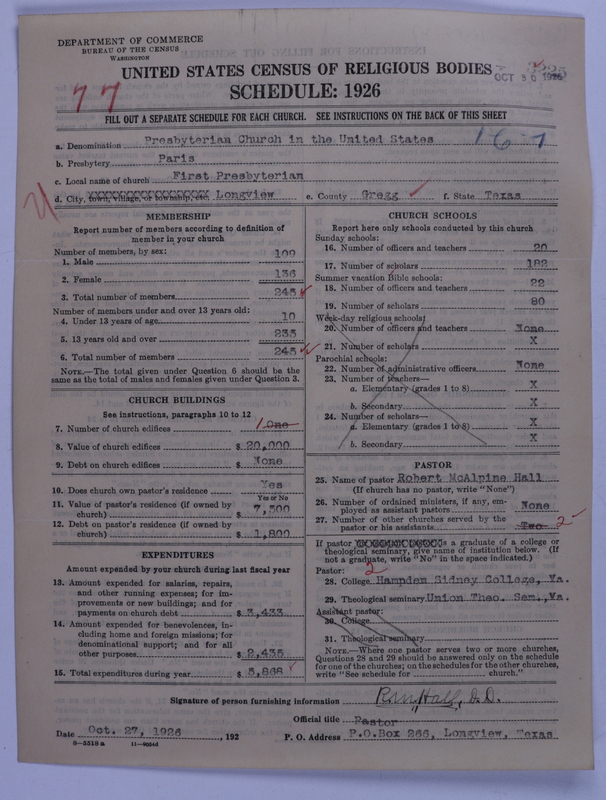 DEPARTMENT OF COMMERCE
BUREAU OF THE CENSUS
WASHINGTON
UNITED STATES CENSUS OF RELIGIOUS BODIES
SCHEDULE: 1926
OCT 30 1926
77
FILL OUT A SEPARATE SCHEDULE FOR EACH CHURCH. SEE INSTRUCTIONS ON THE BACK OF THIS SHEET
a. Denomination Presbyterian Church in the United States
16-7
b. Presbytery Paris
c. Local name of church First Presbyterian
d. City, town, village, or township, etc. Longview e. County Gregg f. State Texas
MEMBERSHIP
Report number of members according to definition of
member in your church
Number of members, by sex:
1. Male 109
2. Female 136
3. Total number of members 245
Number of members under and over 13 years old:
4. Under 13 years of age 10
5. 13 years old and over 235
6. Total number of members 245
NOTE.—The total given under Question 6 should be the
same as the total of males and females given under Question 3.
CHURCH BUILDINGS
See instructions, paragraphs 10 to 12
7. Number of church edifices 1 One
8. Value of church edifices $ 20,000
9. Debt on church edifices $ None
10. Does church own pastor's residence Yes
Yes or No
11. Value of pastor's residence (if owned by
church) $ 7,500
12. Debt on pastor's residence (if owned by
church) $ 1,800
EXPENDITURES
Amount expended by your church during last fiscal year
13. Amount expended for salaries, repairs,
and other running expenses; for im-
provements or new buildings; and for
payments on church debt $ 3,433
14. Amount expended for benevolences, in-
cluding home and foreign missions; for
denominational support; and for all
other purposes $ 2,435
15. Total expenditures during year $ 5,868
CHURCH SCHOOLS
Report here only schools conducted by this church
Sunday schools:
16. Number of officers and teachers 20
17. Number of scholars 182
Summer vacation Bible schools:
18. Number of officers and teachers 22
19. Number of scholars 80
Week-day religious schools:
20. Number of officers and teachers None
21. Number of scholars X
Parochial schools:
22. Number of administrative officers None
23. Number of teachers—
a. Elementary (grades 1 to 8) X
b. Secondary X
24. Number of scholars—
a. Elementary (grades 1 to 8) X
b. Secondary X
PASTOR
25. Name of pastor Robert McAlpine Hall
(If church has no pastor, write "None")
26. Number of ordained ministers, if any, em-
ployed as assistant pastors None
27. Number of other churches served by the
pastor or his assistants Two 2
If pastor is a graduate of a college or
theological seminary, give name of institution below. (If
not a graduate, write "No" in the space indicated.)
Pastor: 2
28. College Hampden Sidney College, Va.
29. Theological seminary Union Theo. Sem., Va.
Assistant pastor:
30. College
31. Theological seminary
NOTE.—Where one pastor serves two or more churches,
Questions 28 and 29 should be answered only on the schedule
for one of the churches; on the schedules for the other churches,
write "See schedule for church."
Signature of person furnishing information R. M. Hall, D.D.
Official title Pastor
Date Oct. 27, 1926, 192 P. O. Address P.O.Box 266, Longview, Texas
8-5518 a